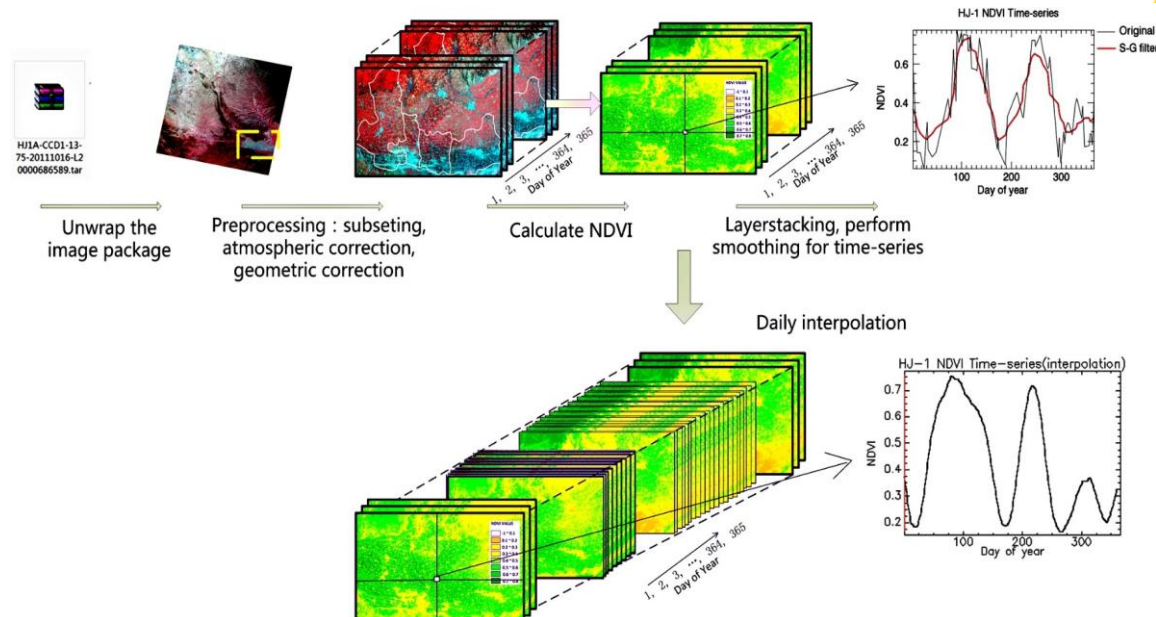 HJ1A-CCD1-13-
75-20111016-L2
0000686589.tar
Unwrap the
image package
Preprocessing : subseting,
atmospheric correction,
geometric correction
1, 2, 3, ..., 364, 365
Day of Year
Calculate NDVI
NDVI VALUE
1, 2, 3, ..., 364, 365
Day of Year
Layerstacking, perform
smoothing for time-series
HJ-1 NDVI Time-series
Original
S-G filter
NDVI
0.6
0.4
0.2
100 200 300
Day of year
Daily interpolation
NDVI VALUE
1, 2, 3, ..., 364, 365
Day of Year
HJ-1 NDVI Time-series(interpolation)
NDVI
0.7
0.6
0.5
0.4
0.3
0.2
100 200 300
Day of year